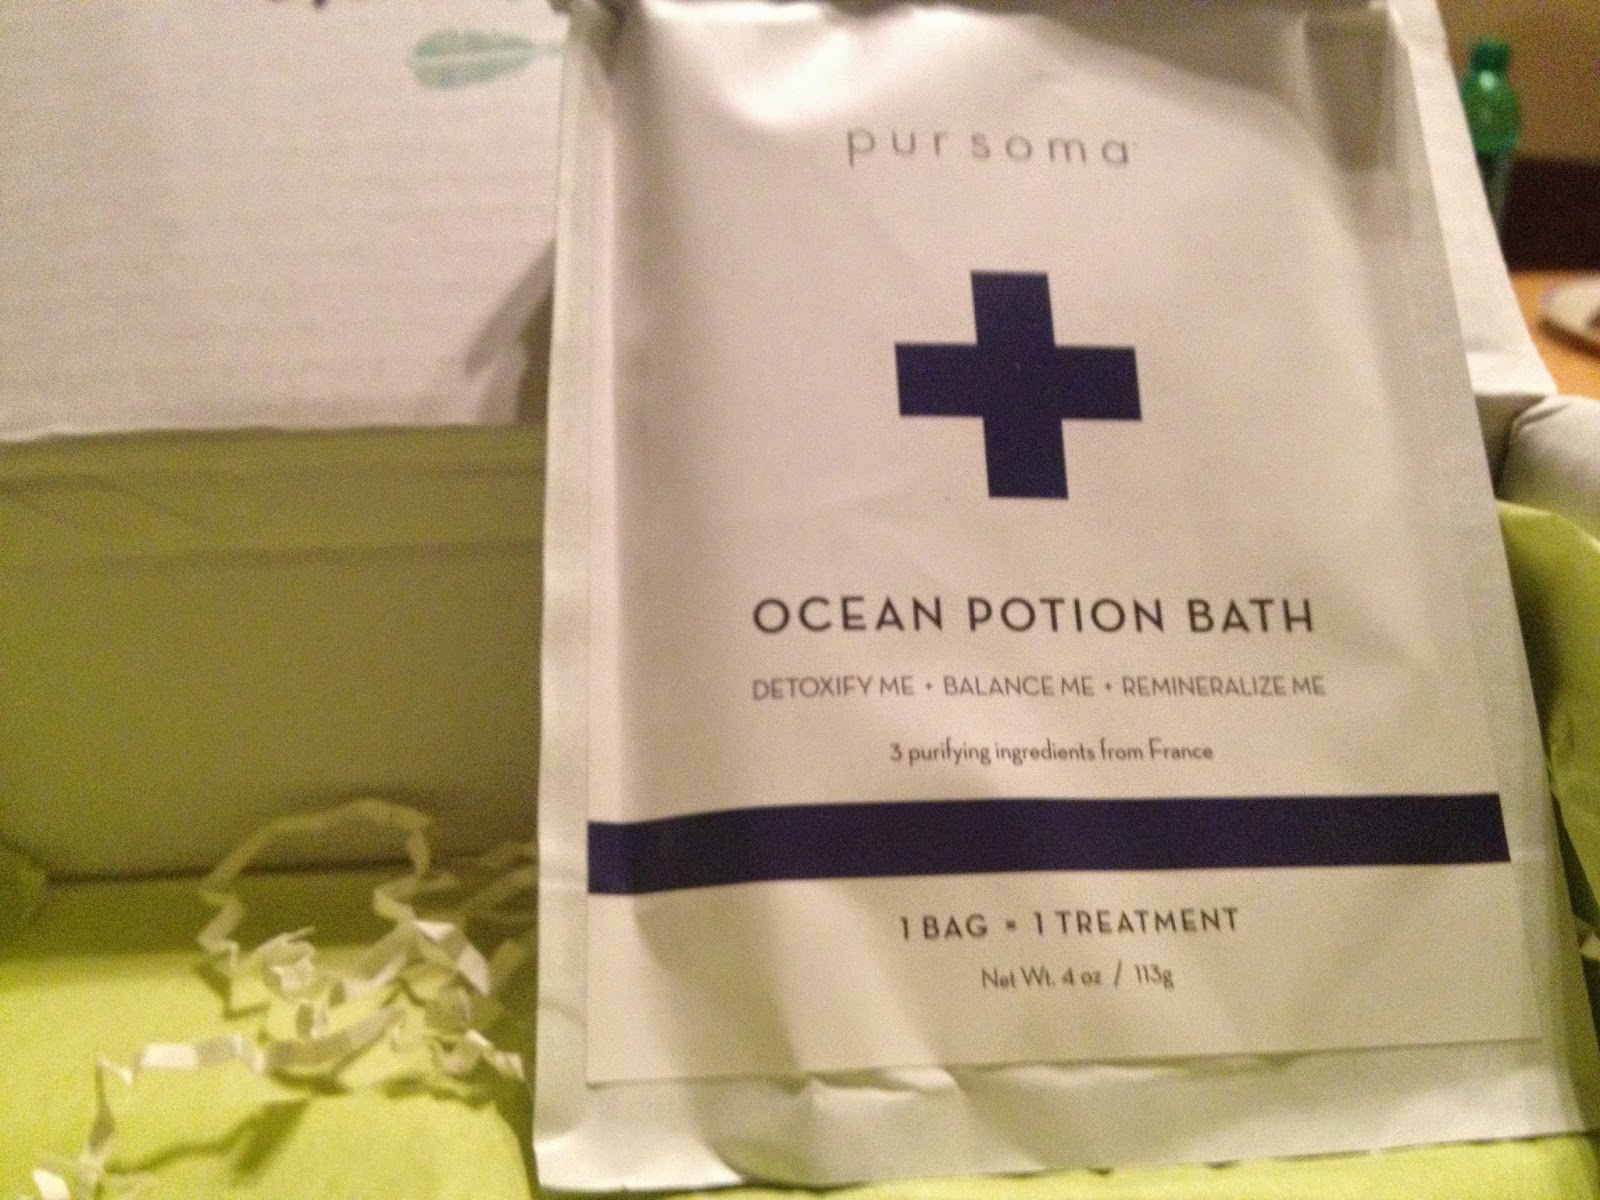 pursoma
OCEAN POTION BATH
DETOXIFY ME + BALANCE ME + REMINERALIZE ME
3 purifying ingredients from France
1 BAG = 1 TREATMENT
Net Wt. 4 oz / 113g